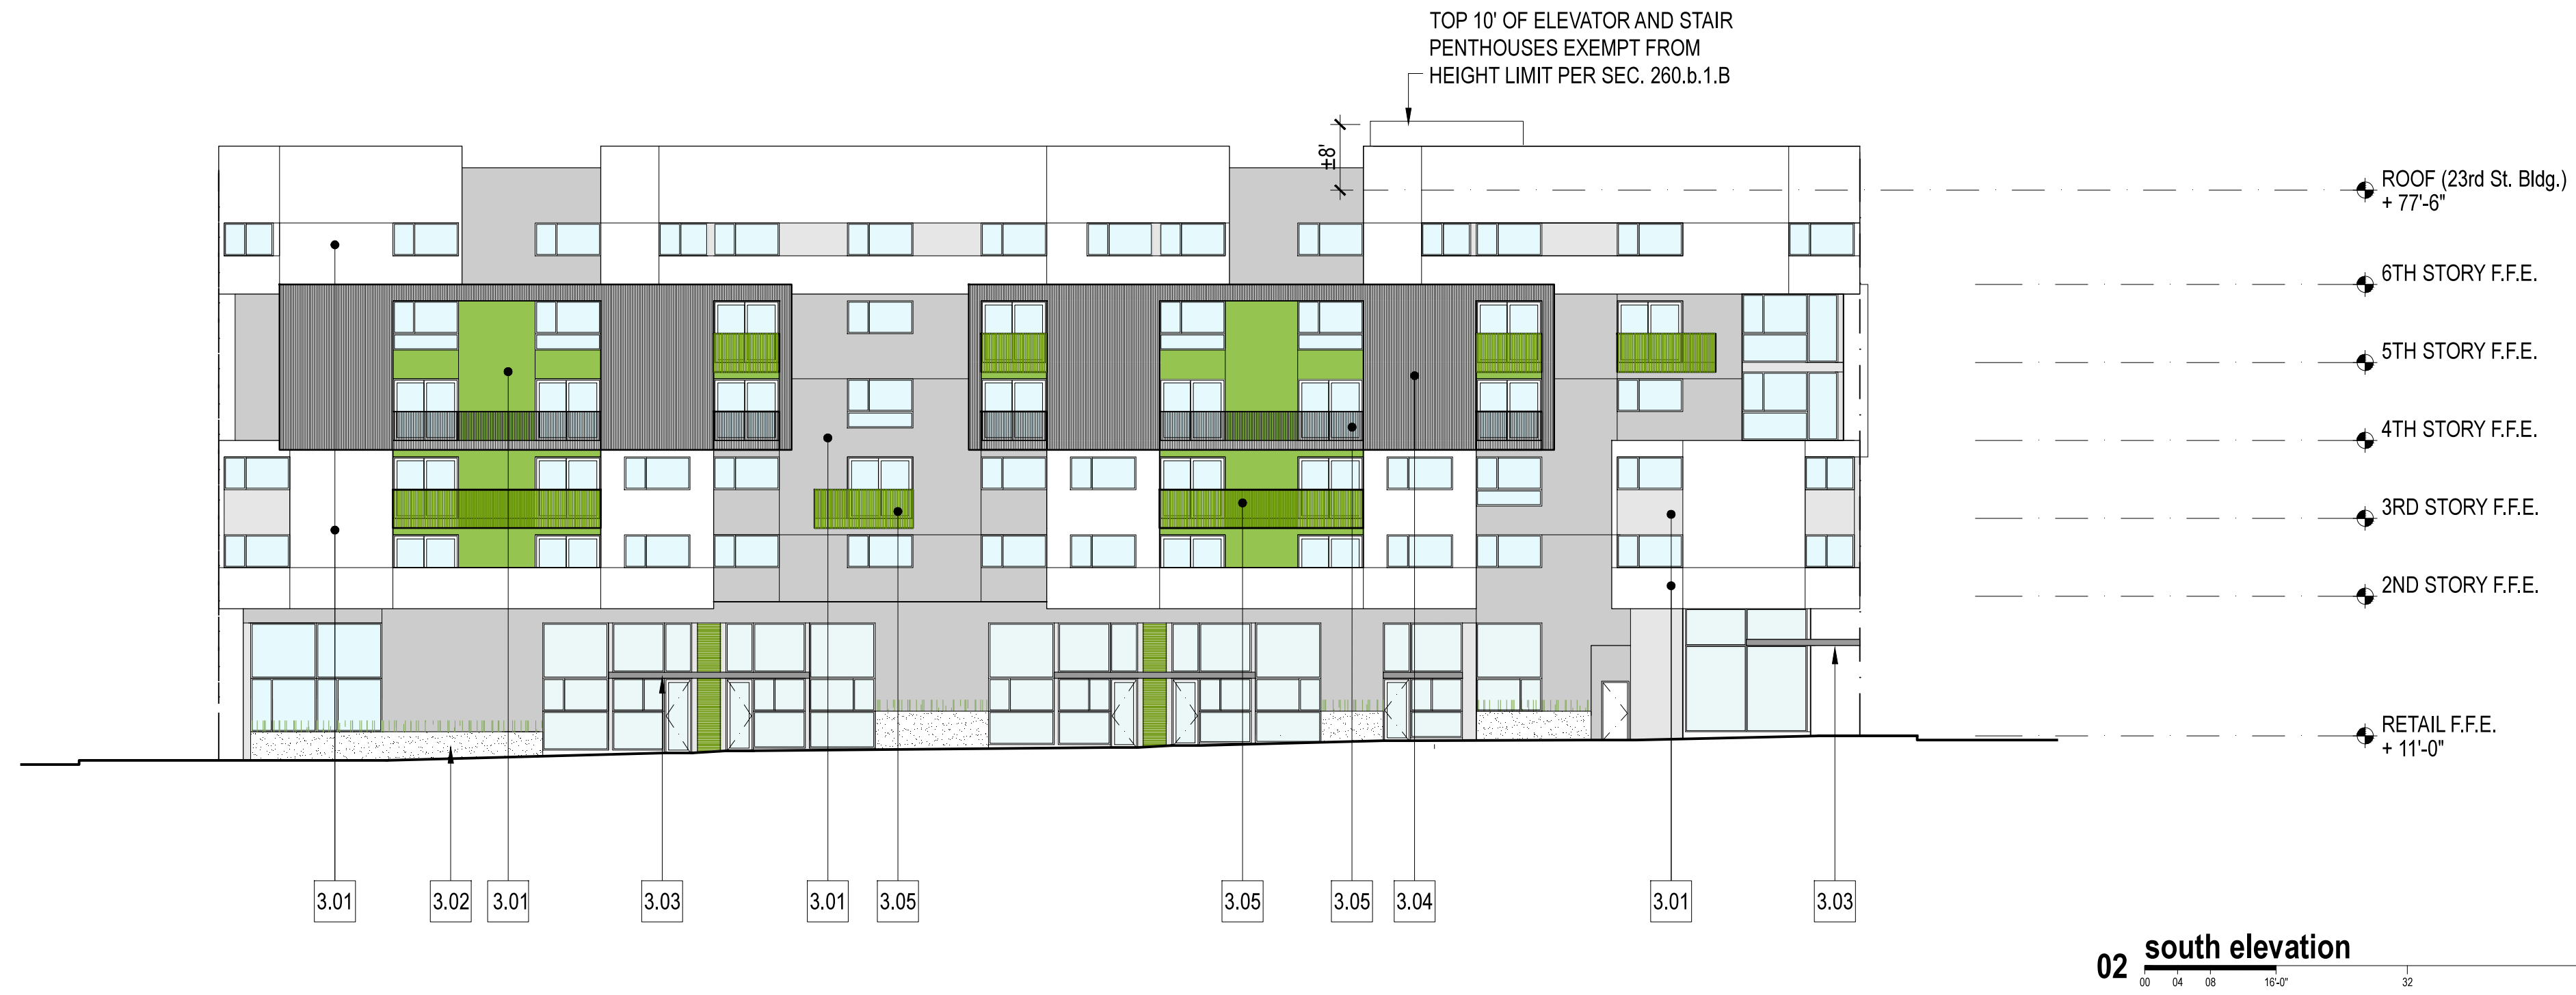 TOP 10' OF ELEVATOR AND STAIR
PENTHOUSES EXEMPT FROM
HEIGHT LIMIT PER SEC. 260.b.1.B
±8'
ROOF (23rd St. Bldg.)
+ 77'-6"
6TH STORY F.F.E.
5TH STORY F.F.E.
4TH STORY F.F.E.
3RD STORY F.F.E.
2ND STORY F.F.E.
RETAIL F.F.E.
+ 11'-0"
3.01 3.02 3.01 3.03 3.01 3.05 3.05 3.05 3.04 3.01 3.03
02 south elevation
00 04 08 16'-0" 32